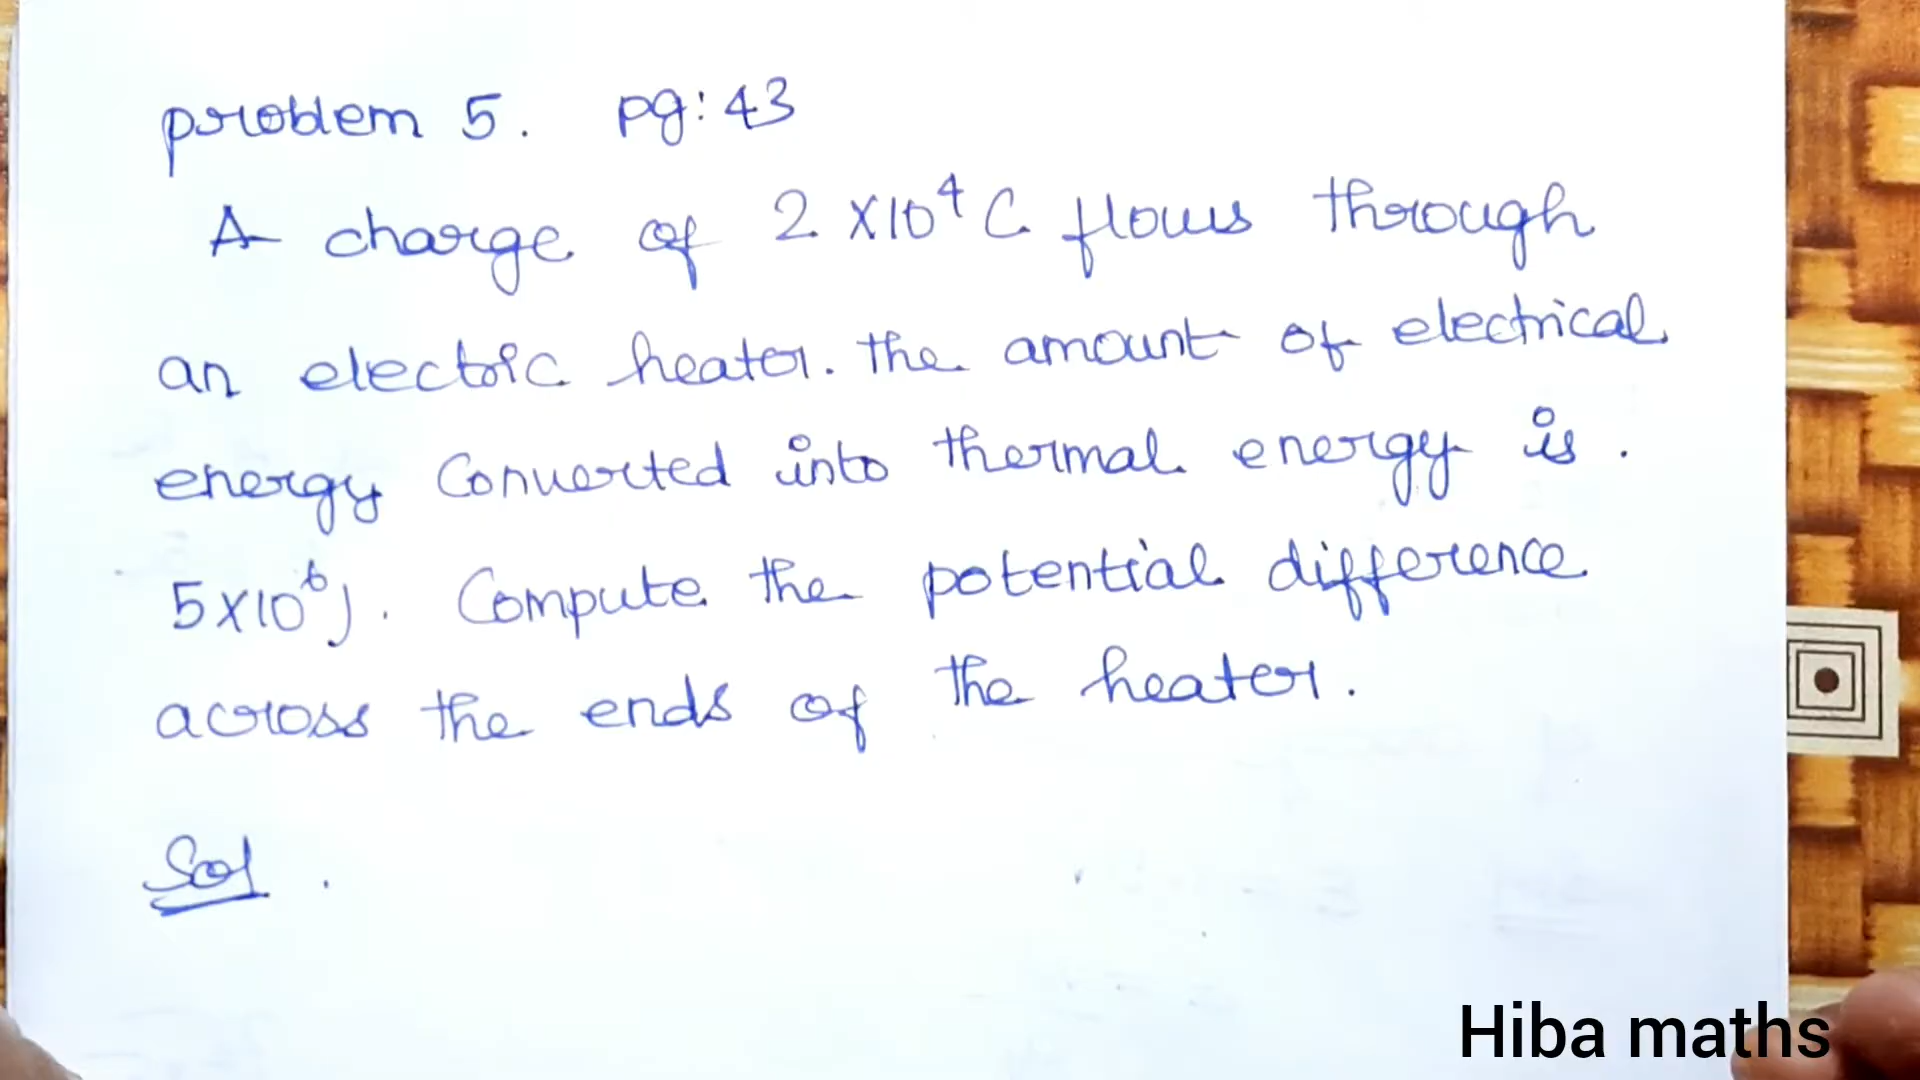 problem 5. pg: 43
A charge of 2 x10⁴ C flows through
an electric heater. the amount of electrical
energy Converted into thermal energy is.
5x10⁶J. Compute the potential difference
across the ends of the heater.
Sol.
Hiba maths